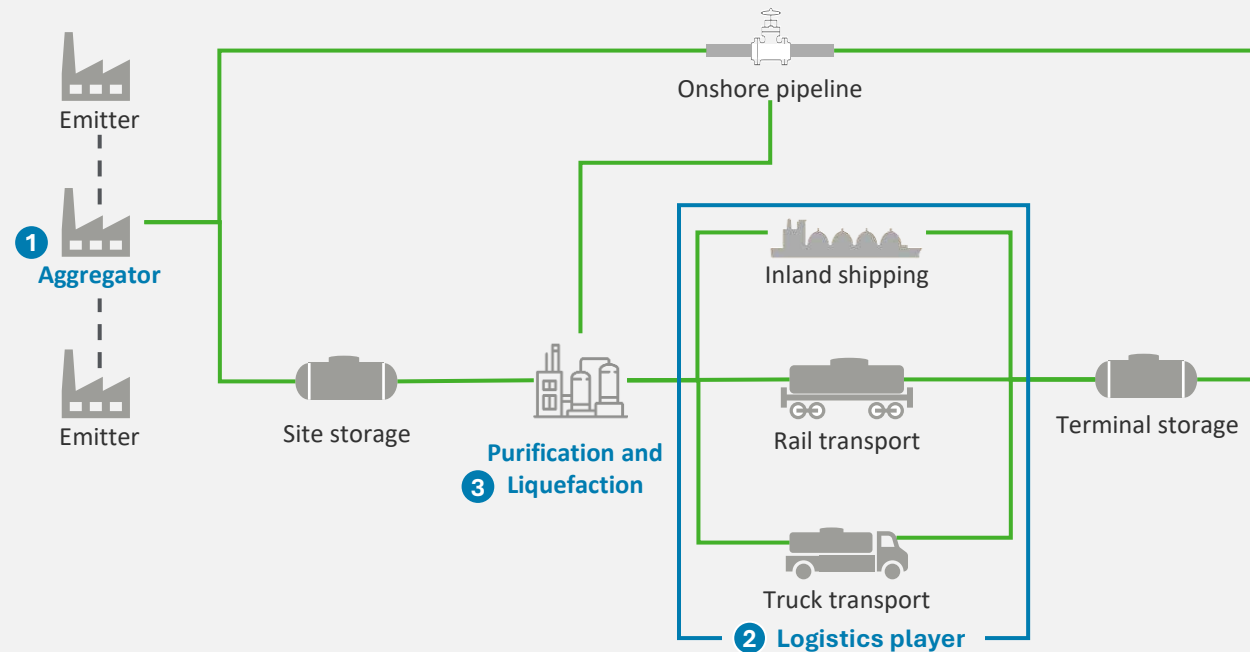 Emitter
Onshore pipeline
1
Aggregator
Inland shipping
Emitter
Site storage
Purification and
3 Liquefaction
Rail transport
Terminal storage
Truck transport
2 Logistics player